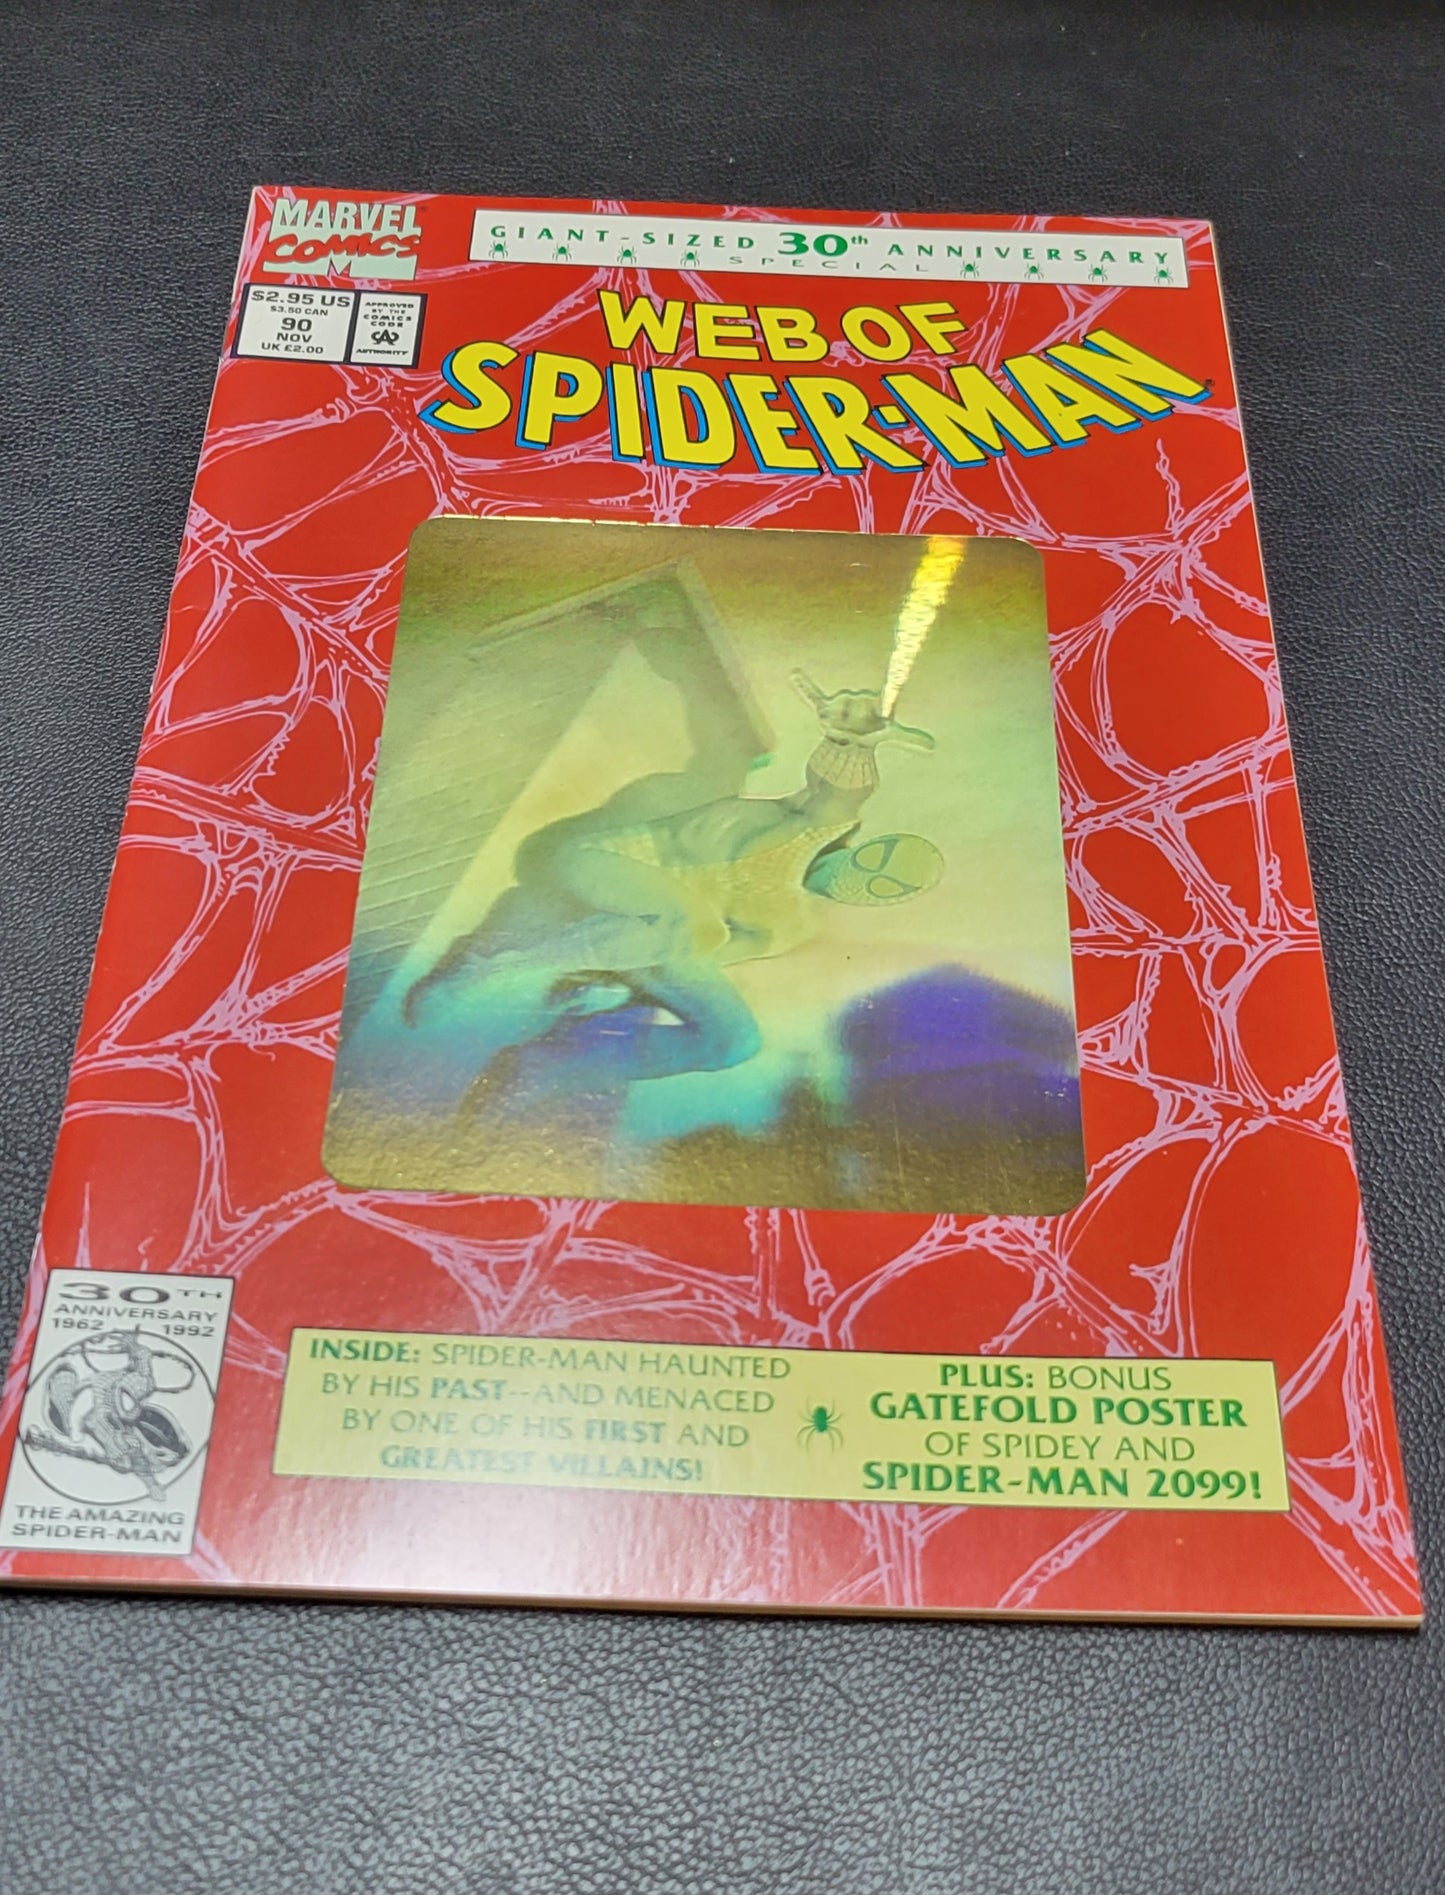 MARVEL
COMICS
GIANT-SIZED 30th ANNIVERSARY
SPECIAL
$2.95 US
$3.50 CAN
90
NOV
UK £2.00
APPROVED
BY THE
COMICS
CODE
CA
AUTHORITY
WEB OF
SPIDER-MAN
30TH
ANNIVERSARY
1962 1992
THE AMAZING
SPIDER-MAN
INSIDE: SPIDER-MAN HAUNTED
BY HIS PAST--AND MENACED
BY ONE OF HIS FIRST AND
GREATEST VILLAINS!
PLUS: BONUS
GATEFOLD POSTER
OF SPIDEY AND
SPIDER-MAN 2099!